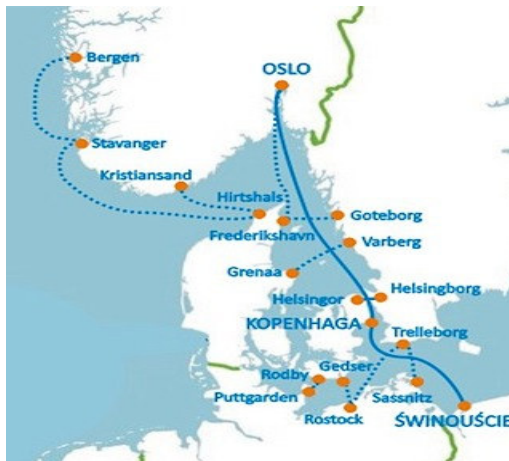 Bergen
OSLO
Stavanger
Kristiansand
Hirtshals
Goteborg
Frederikshavn
Varberg
Grenaa
Helsingborg
Helsingor
KOPENHAGA
Trelleborg
Gedser
Rodby
Puttgarden
Sassnitz
Rostock
ŚWINOUŚCIE